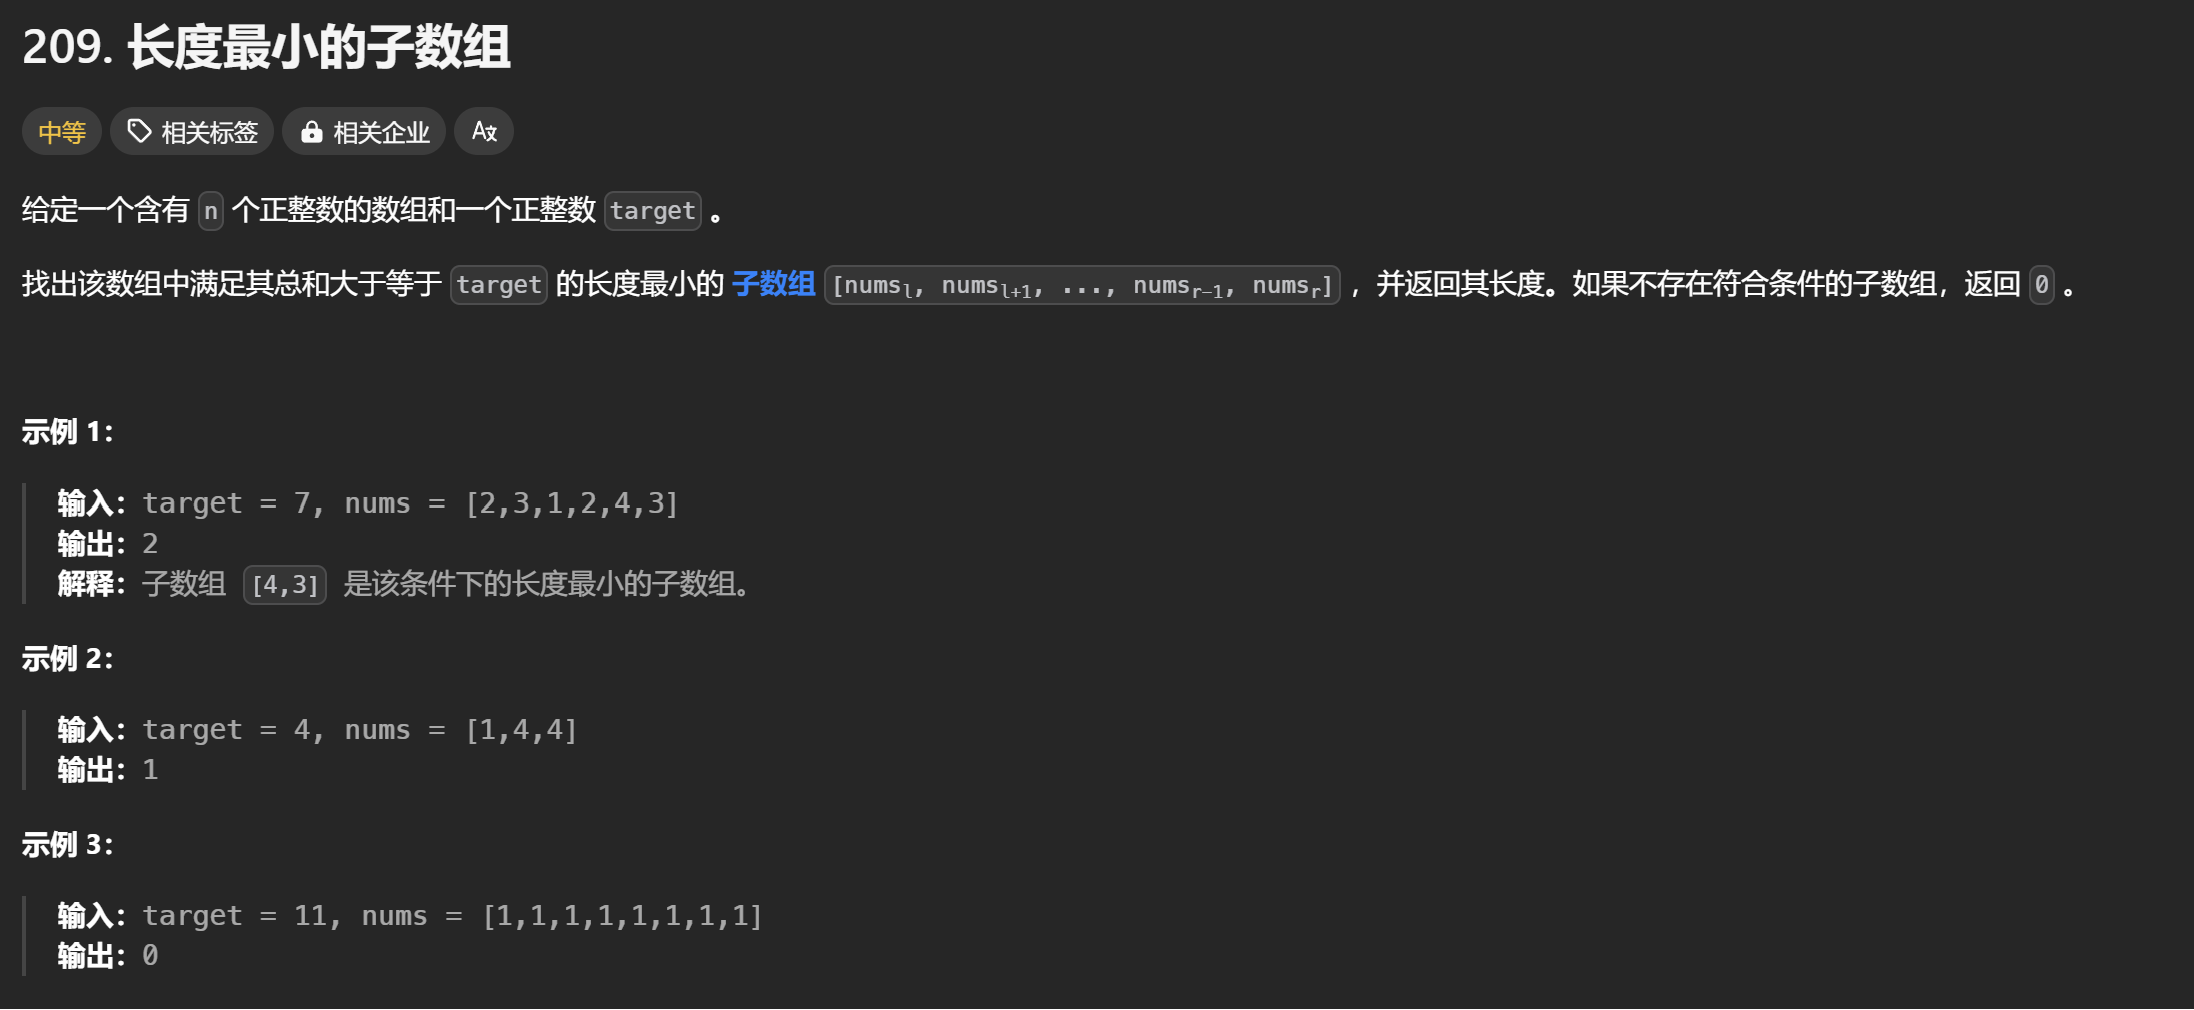 209. 长度最小的子数组
中等 相关标签 相关企业 A文
给定一个含有 n 个正整数的数组和一个正整数 target 。
找出该数组中满足其总和大于等于 target 的长度最小的 子数组 [numsl, numsl+1, ..., numsr-1, numsr] ，并返回其长度。如果不存在符合条件的子数组，返回 0 。
示例 1：
输入：target = 7, nums = [2,3,1,2,4,3]
输出：2
解释：子数组 [4,3] 是该条件下的长度最小的子数组。
示例 2：
输入：target = 4, nums = [1,4,4]
输出：1
示例 3：
输入：target = 11, nums = [1,1,1,1,1,1,1,1]
输出：0